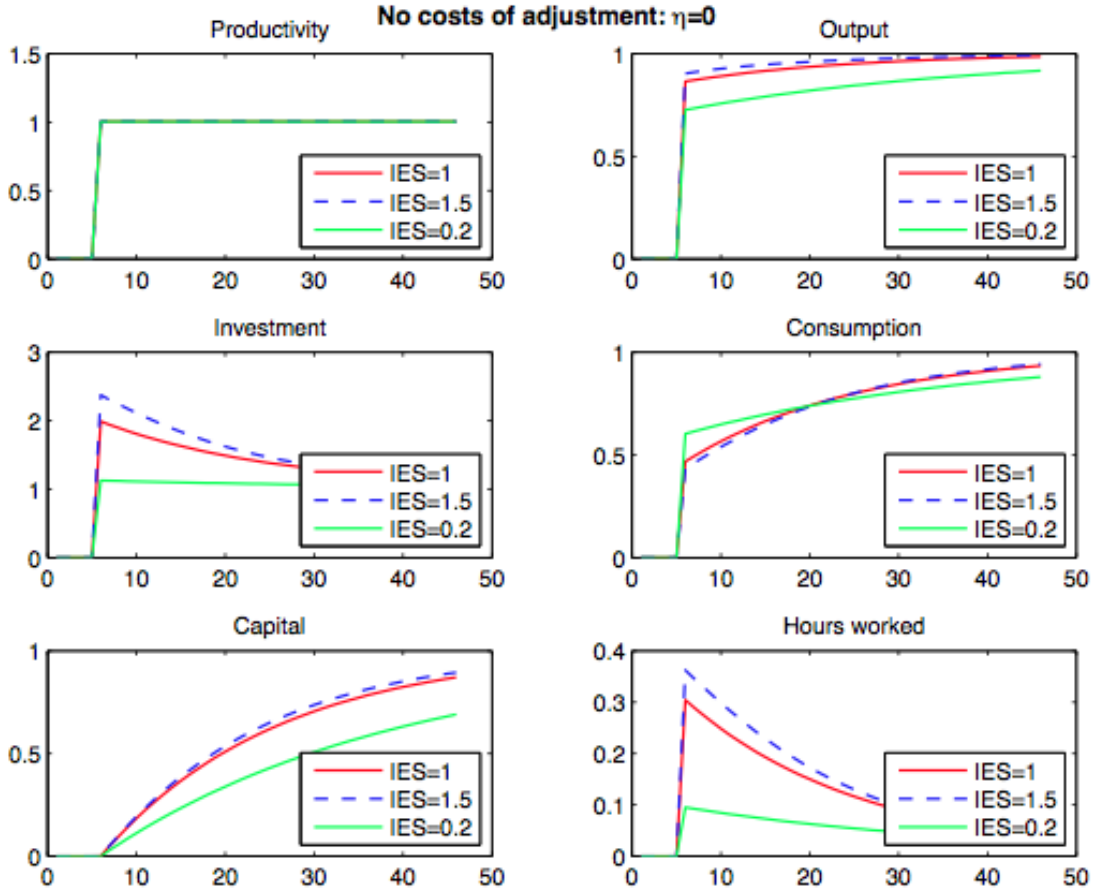 No costs of adjustment: η=0
Productivity
1.5
1
0.5
0
0 10 20 30 40 50
IES=1
IES=1.5
IES=0.2
Output
1
0.5
0
0 10 20 30 40 50
IES=1
IES=1.5
IES=0.2
Investment
3
2
1
0
0 10 20 30 40 50
IES=1
IES=1.5
IES=0.2
Consumption
1
0.5
0
0 10 20 30 40 50
IES=1
IES=1.5
IES=0.2
Capital
1
0.5
0
0 10 20 30 40 50
IES=1
IES=1.5
IES=0.2
Hours worked
0.4
0.3
0.2
0.1
0
0 10 20 30 40 50
IES=1
IES=1.5
IES=0.2